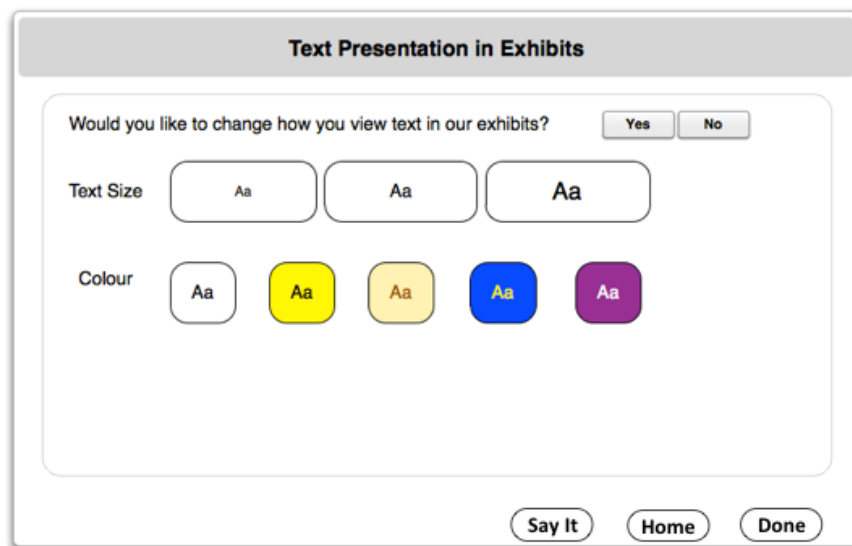 Text Presentation in Exhibits
Would you like to change how you view text in our exhibits? Yes No
Text Size Aa Aa Aa
Colour Aa Aa Aa Aa Aa
Say It Home Done